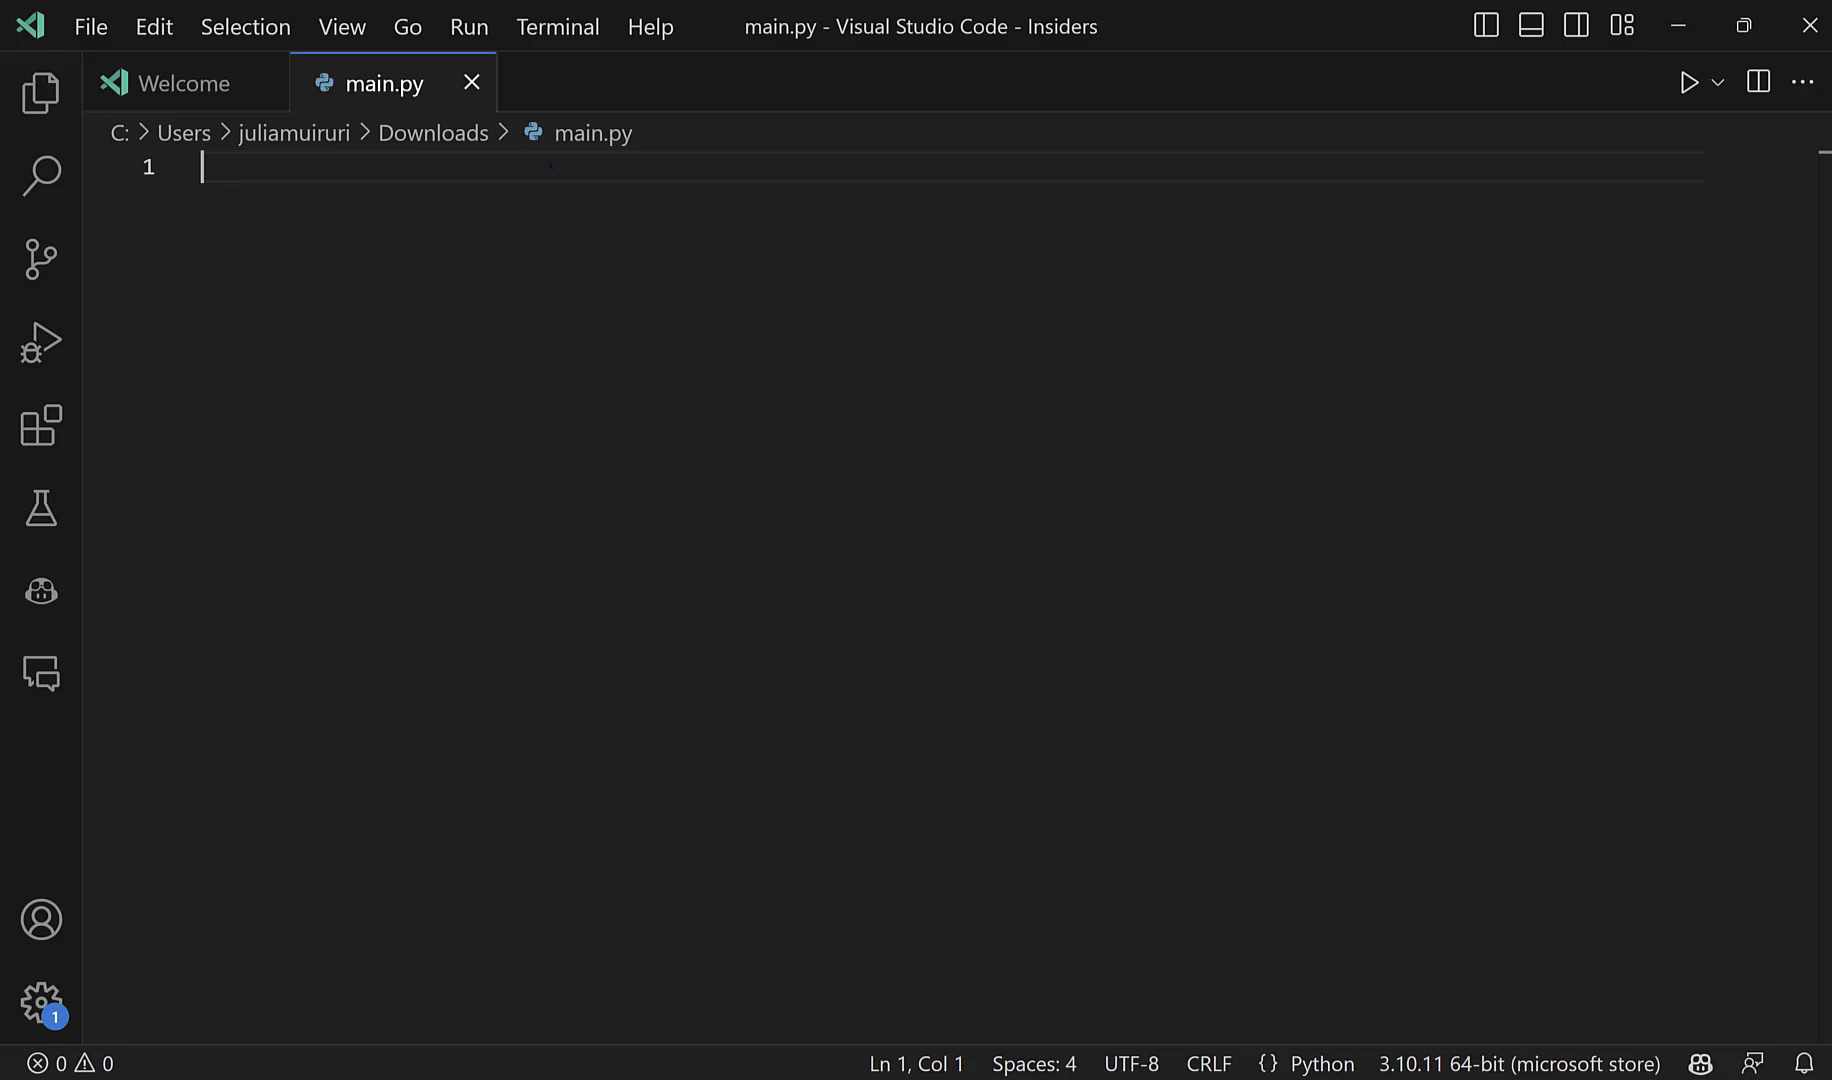 File Edit Selection View Go Run Terminal Help main.py - Visual Studio Code - Insiders
Welcome main.py
C: > Users > juliamuiruri > Downloads > main.py
1
1
0 0 Ln 1, Col 1 Spaces: 4 UTF-8 CRLF {} Python 3.10.11 64-bit (microsoft store)